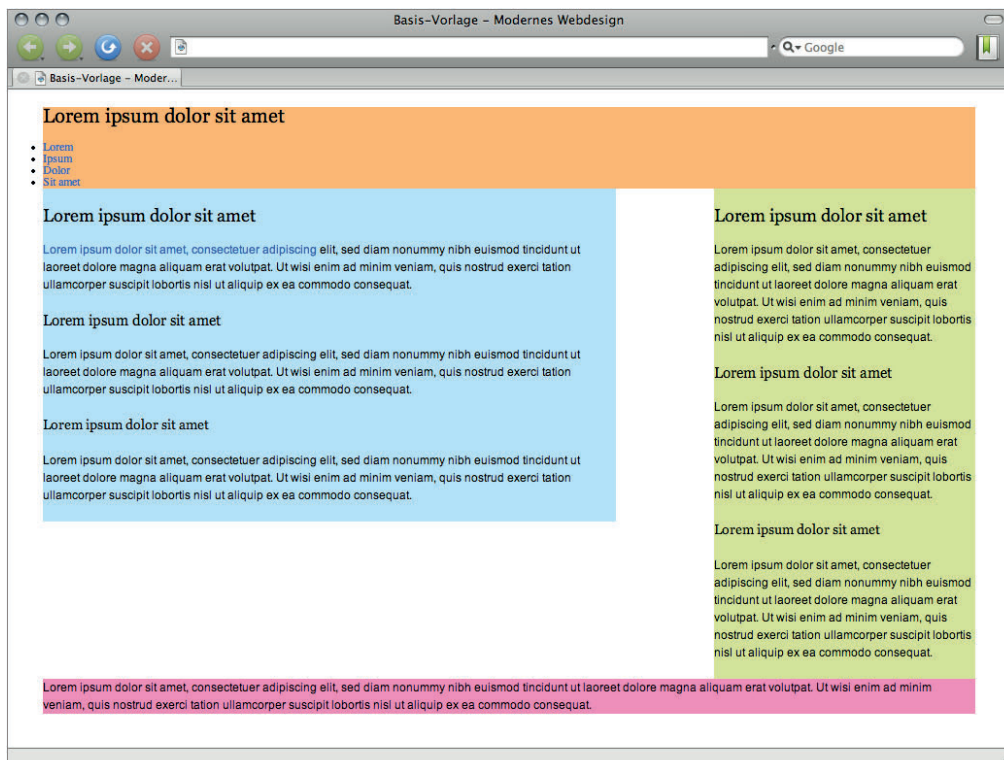 Basis-Vorlage – Modernes Webdesign
Google
Basis-Vorlage – Moder...
Lorem ipsum dolor sit amet
Lorem
Ipsum
Dolor
Sit amet
Lorem ipsum dolor sit amet
Lorem ipsum dolor sit amet, consectetuer adipiscing elit, sed diam nonummy nibh euismod tincidunt ut
laoreet dolore magna aliquam erat volutpat. Ut wisi enim ad minim veniam, quis nostrud exerci tation
ullamcorper suscipit lobortis nisl ut aliquip ex ea commodo consequat.
Lorem ipsum dolor sit amet
Lorem ipsum dolor sit amet, consectetuer adipiscing elit, sed diam nonummy nibh euismod tincidunt ut
laoreet dolore magna aliquam erat volutpat. Ut wisi enim ad minim veniam, quis nostrud exerci tation
ullamcorper suscipit lobortis nisl ut aliquip ex ea commodo consequat.
Lorem ipsum dolor sit amet
Lorem ipsum dolor sit amet, consectetuer adipiscing elit, sed diam nonummy nibh euismod tincidunt ut
laoreet dolore magna aliquam erat volutpat. Ut wisi enim ad minim veniam, quis nostrud exerci tation
ullamcorper suscipit lobortis nisl ut aliquip ex ea commodo consequat.
Lorem ipsum dolor sit amet
Lorem ipsum dolor sit amet, consectetuer
adipiscing elit, sed diam nonummy nibh euismod
tincidunt ut laoreet dolore magna aliquam erat
volutpat. Ut wisi enim ad minim veniam, quis
nostrud exerci tation ullamcorper suscipit lobortis
nisl ut aliquip ex ea commodo consequat.
Lorem ipsum dolor sit amet
Lorem ipsum dolor sit amet, consectetuer
adipiscing elit, sed diam nonummy nibh euismod
tincidunt ut laoreet dolore magna aliquam erat
volutpat. Ut wisi enim ad minim veniam, quis
nostrud exerci tation ullamcorper suscipit lobortis
nisl ut aliquip ex ea commodo consequat.
Lorem ipsum dolor sit amet
Lorem ipsum dolor sit amet, consectetuer
adipiscing elit, sed diam nonummy nibh euismod
tincidunt ut laoreet dolore magna aliquam erat
volutpat. Ut wisi enim ad minim veniam, quis
nostrud exerci tation ullamcorper suscipit lobortis
nisl ut aliquip ex ea commodo consequat.
Lorem ipsum dolor sit amet, consectetuer adipiscing elit, sed diam nonummy nibh euismod tincidunt ut laoreet dolore magna aliquam erat volutpat. Ut wisi enim ad minim
veniam, quis nostrud exerci tation ullamcorper suscipit lobortis nisl ut aliquip ex ea commodo consequat.